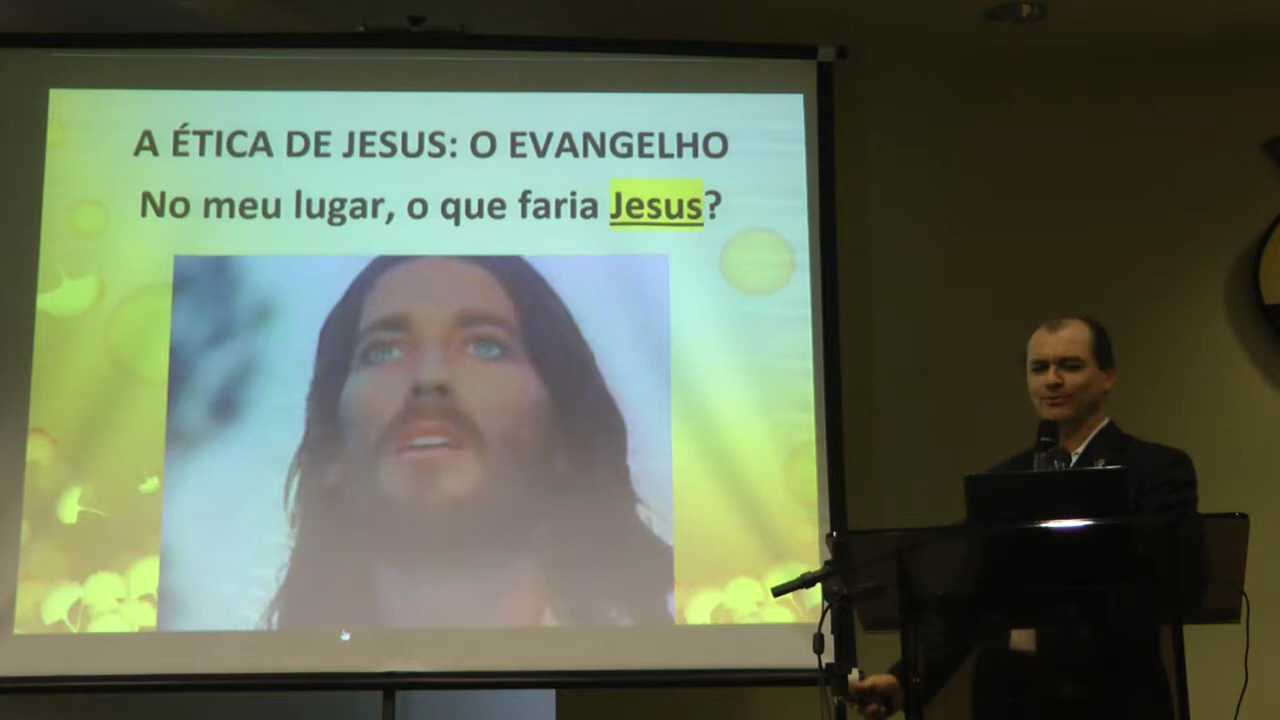 A ÉTICA DE JESUS: O EVANGELHO
No meu lugar, o que faria Jesus?